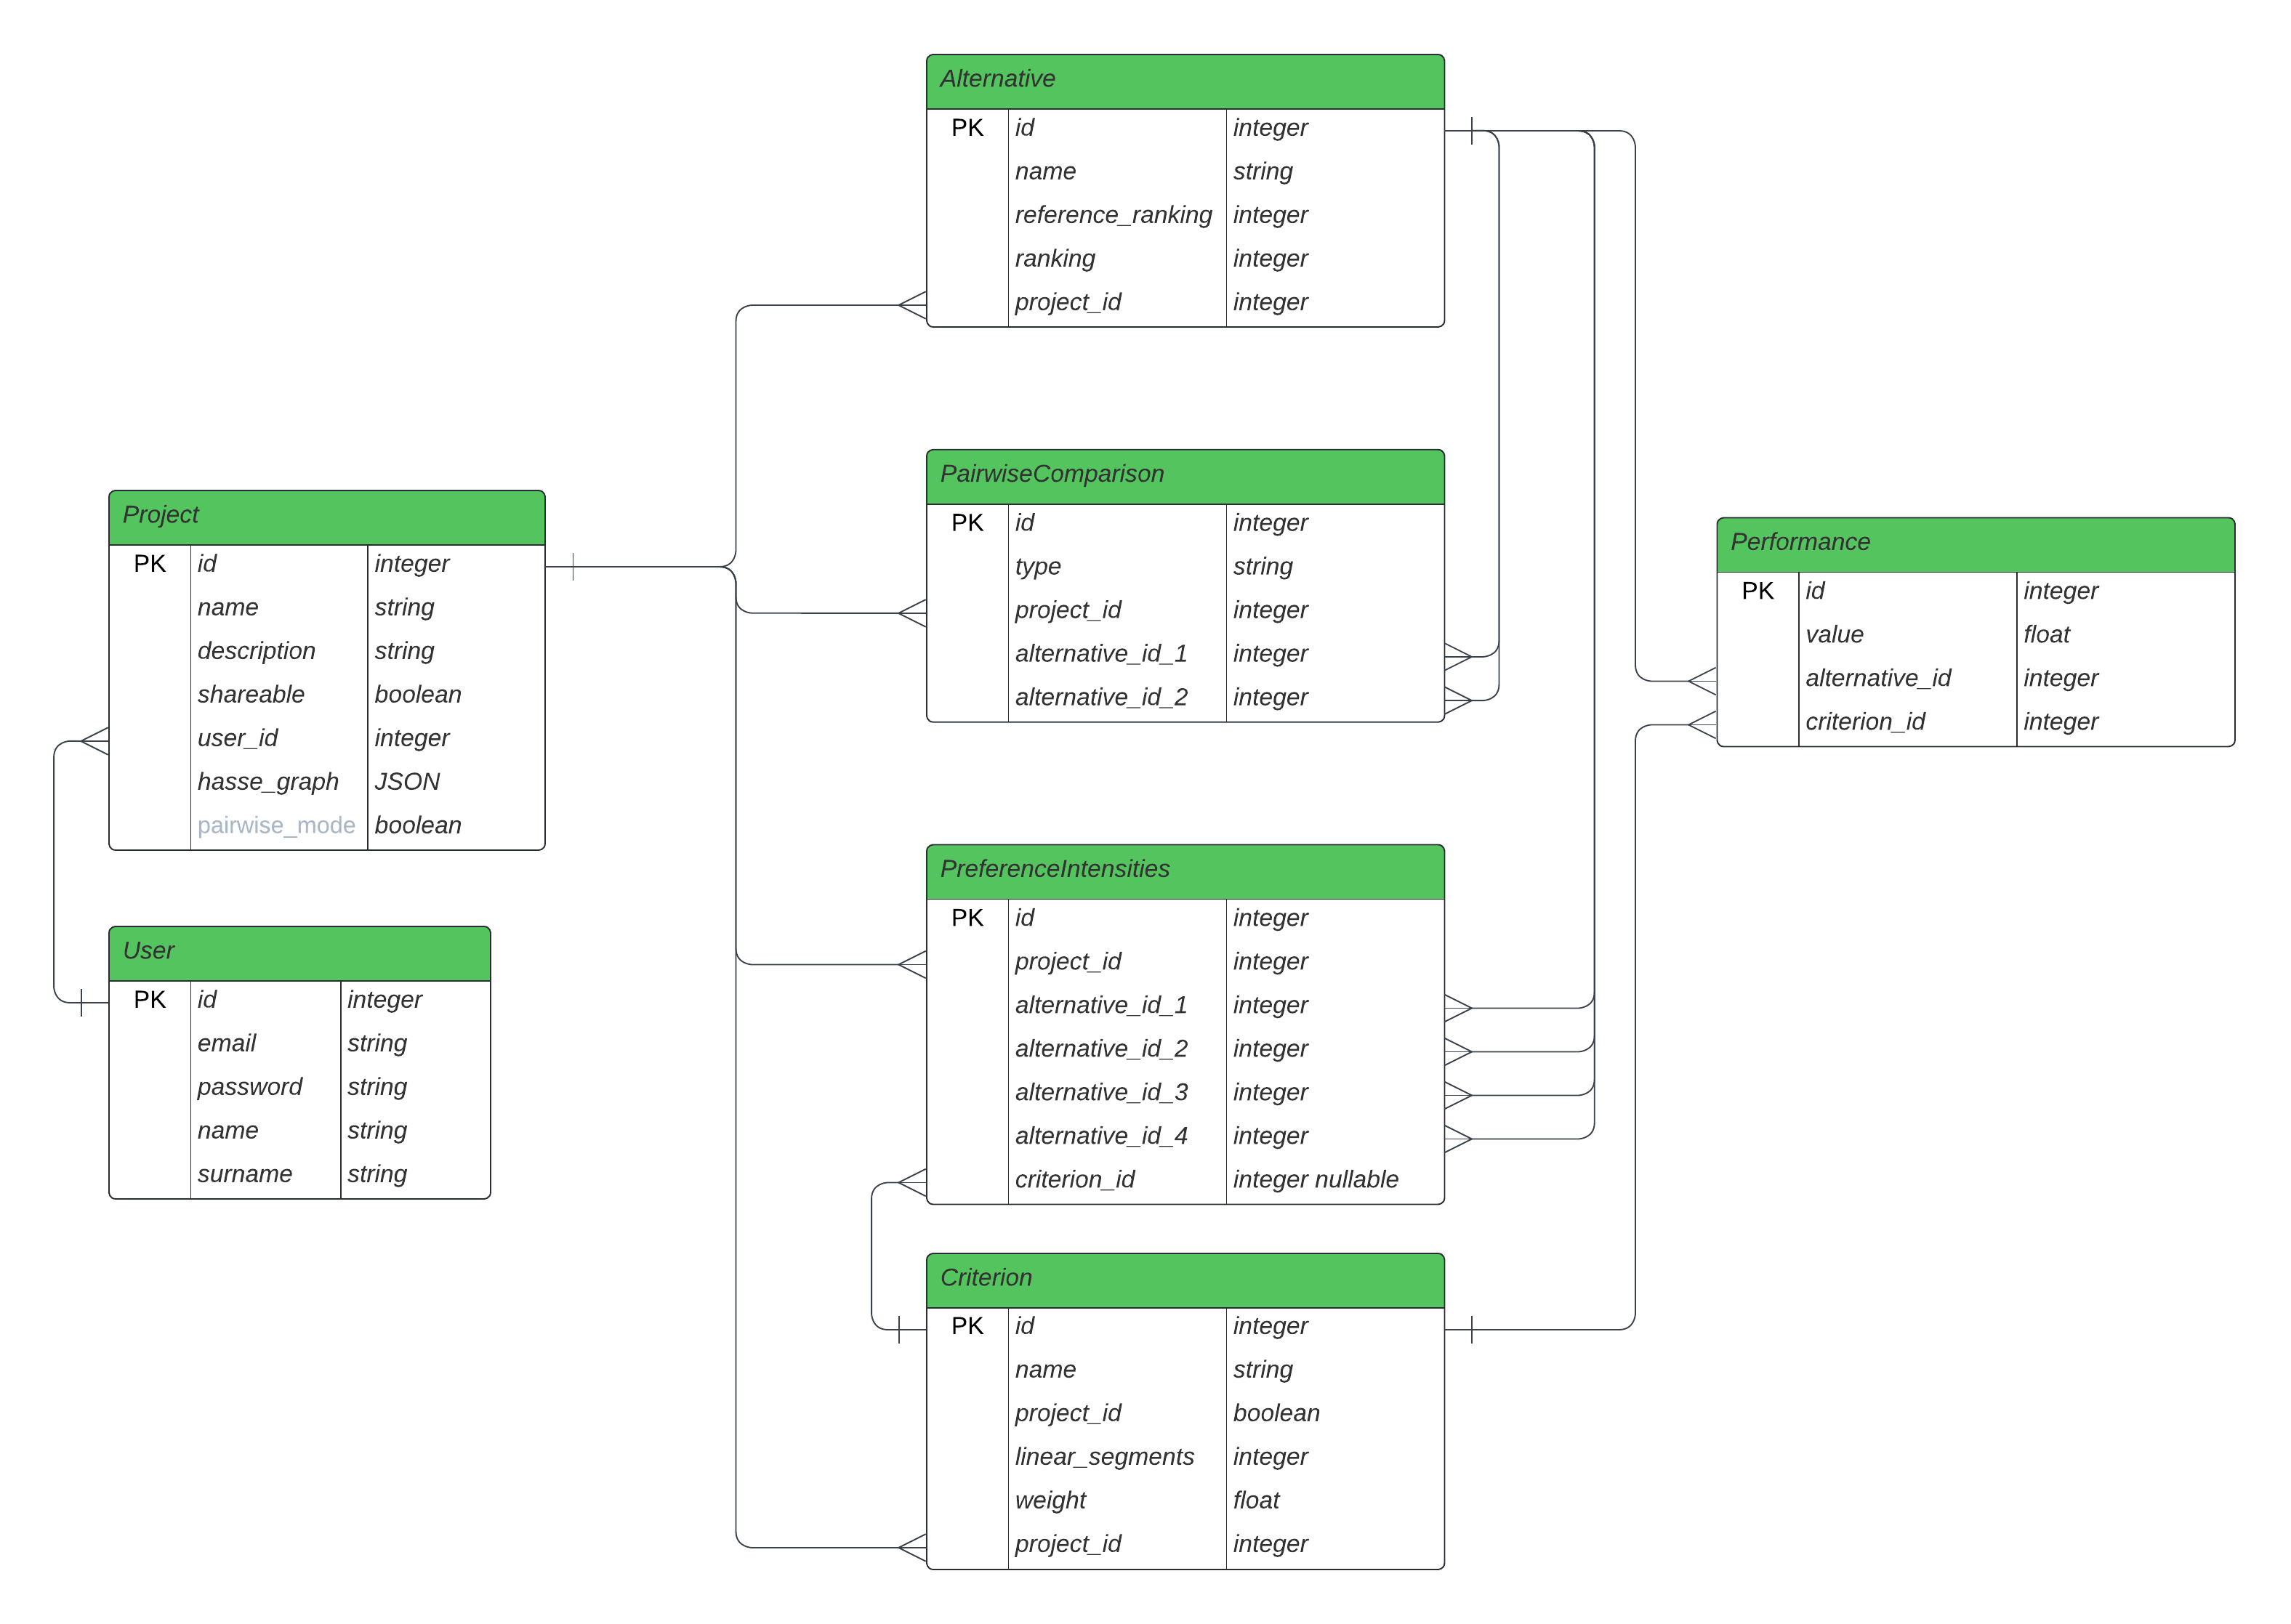 Alternative
PK id integer
name string
reference_ranking integer
ranking integer
project_id integer
PairwiseComparison
PK id integer
type string
project_id integer
alternative_id_1 integer
alternative_id_2 integer
Project
PK id integer
name string
description string
shareable boolean
user_id integer
hasse_graph JSON
pairwise_mode boolean
Performance
PK id integer
value float
alternative_id integer
criterion_id integer
PreferenceIntensities
PK id integer
project_id integer
alternative_id_1 integer
alternative_id_2 integer
alternative_id_3 integer
alternative_id_4 integer
criterion_id integer nullable
User
PK id integer
email string
password string
name string
surname string
Criterion
PK id integer
name string
project_id boolean
linear_segments integer
weight float
project_id integer